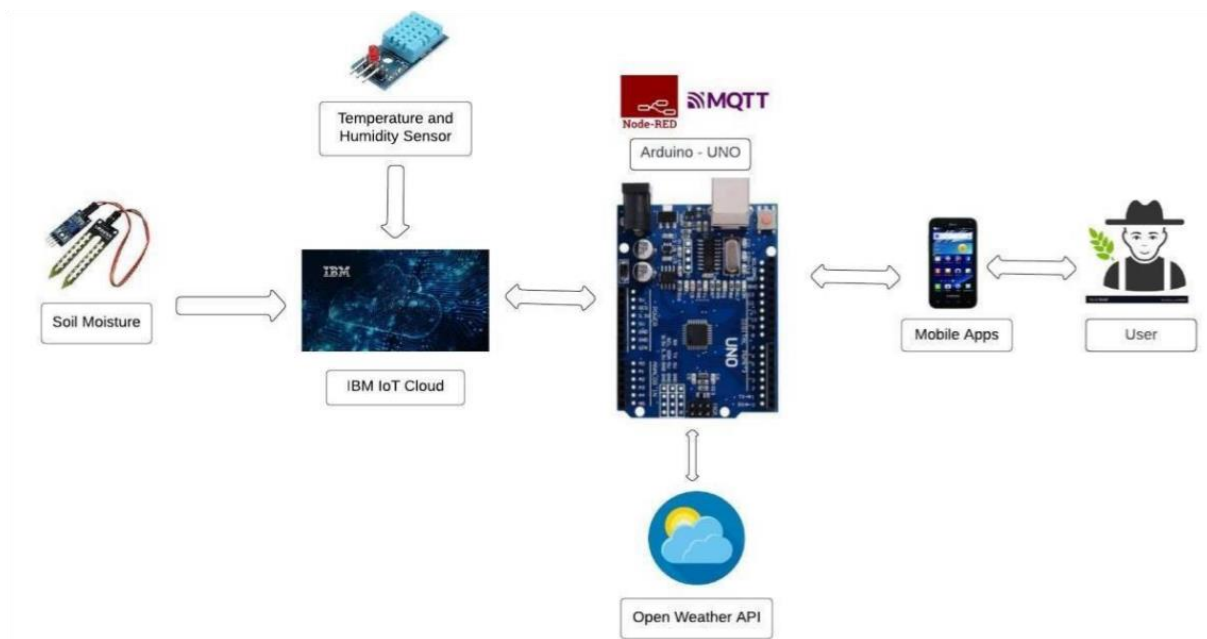 Temperature and
Humidity Sensor
Node-RED
MQTT
Arduino - UNO
Soil Moisture
IBM
IBM IoT Cloud
UNO
Mobile Apps
User
Open Weather API